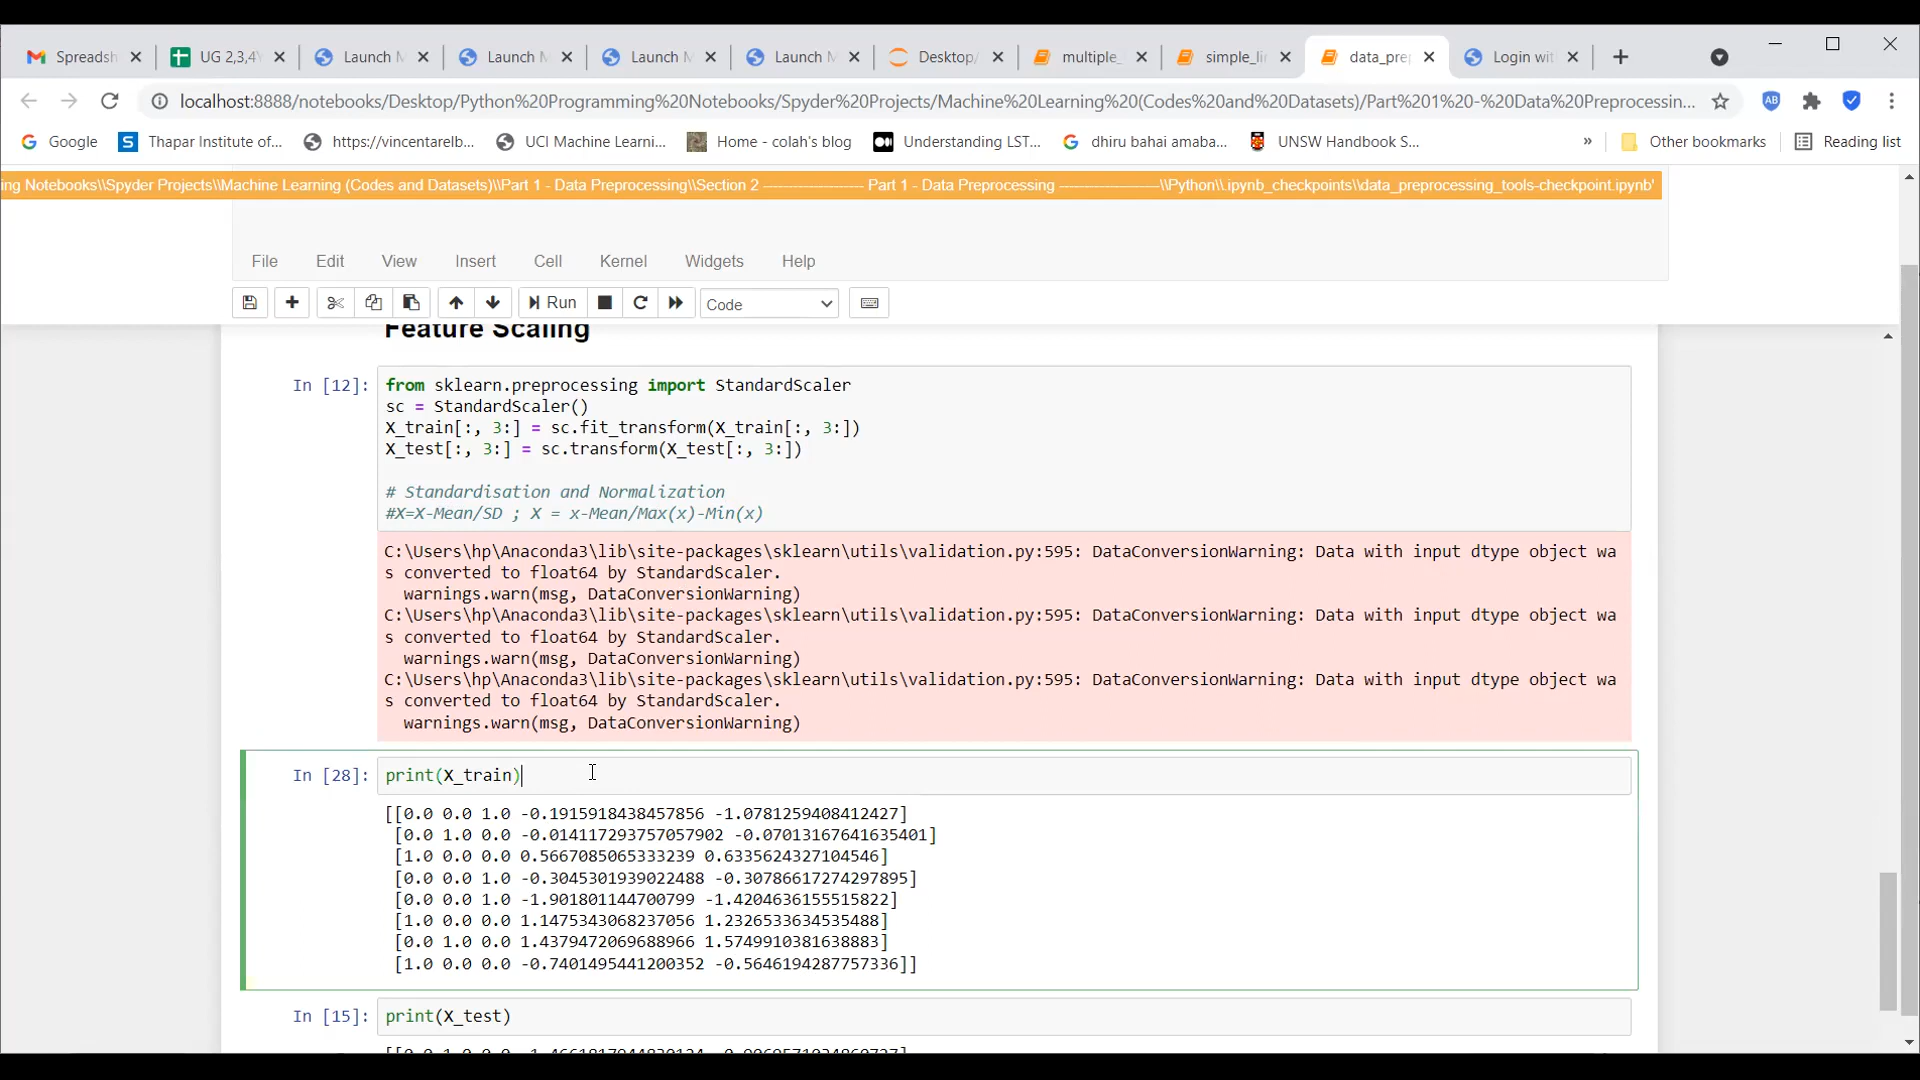 Spreadsh
UG 2,3,4Y
Launch M
Launch M
Launch M
Launch M
Desktop/
multiple_
simple_lin
data_prep
Login with
localhost:8888/notebooks/Desktop/Python%20Programming%20Notebooks/Spyder%20Projects/Machine%20Learning%20(Codes%20and%20Datasets)/Part%201%20-%20Data%20Preprocessin...
AB
Google
S
Thapar Institute of...
https://vincentarelb...
UCI Machine Learni...
Home - colah's blog
Understanding LST...
dhiru bahai amaba...
UNSW Handbook S...
»
Other bookmarks
Reading list
ing Notebooks\\Spyder Projects\\Machine Learning (Codes and Datasets)\\Part 1 - Data Preprocessing\\Section 2 -------------------- Part 1 - Data Preprocessing --------------------\\Python\\.ipynb_checkpoints\\data_preprocessing_tools-checkpoint.ipynb'
File Edit View Insert Cell Kernel Widgets Help
Run
Code
Feature Scaling
In [12]:
from sklearn.preprocessing import StandardScaler
sc = StandardScaler()
X_train[:, 3:] = sc.fit_transform(X_train[:, 3:])
X_test[:, 3:] = sc.transform(X_test[:, 3:])
# Standardisation and Normalization
#X=X-Mean/SD ; X = x-Mean/Max(x)-Min(x)
C:\Users\hp\Anaconda3\lib\site-packages\sklearn\utils\validation.py:595: DataConversionWarning: Data with input dtype object wa
s converted to float64 by StandardScaler.
warnings.warn(msg, DataConversionWarning)
C:\Users\hp\Anaconda3\lib\site-packages\sklearn\utils\validation.py:595: DataConversionWarning: Data with input dtype object wa
s converted to float64 by StandardScaler.
warnings.warn(msg, DataConversionWarning)
C:\Users\hp\Anaconda3\lib\site-packages\sklearn\utils\validation.py:595: DataConversionWarning: Data with input dtype object wa
s converted to float64 by StandardScaler.
warnings.warn(msg, DataConversionWarning)
In [28]:
print(X_train)
[[0.0 0.0 1.0 -0.1915918438457856 -1.0781259408412427]
[0.0 1.0 0.0 -0.014117293757057902 -0.07013167641635401]
[1.0 0.0 0.0 0.5667085065333239 0.6335624327104546]
[0.0 0.0 1.0 -0.3045301939022488 -0.30786617274297895]
[0.0 0.0 1.0 -1.901801144700799 -1.4204636155515822]
[1.0 0.0 0.0 1.1475343068237056 1.2326533634535488]
[0.0 1.0 0.0 1.4379472069688966 1.5749910381638883]
[1.0 0.0 0.0 -0.7401495441200352 -0.5646194287757336]]
In [15]:
print(X_test)